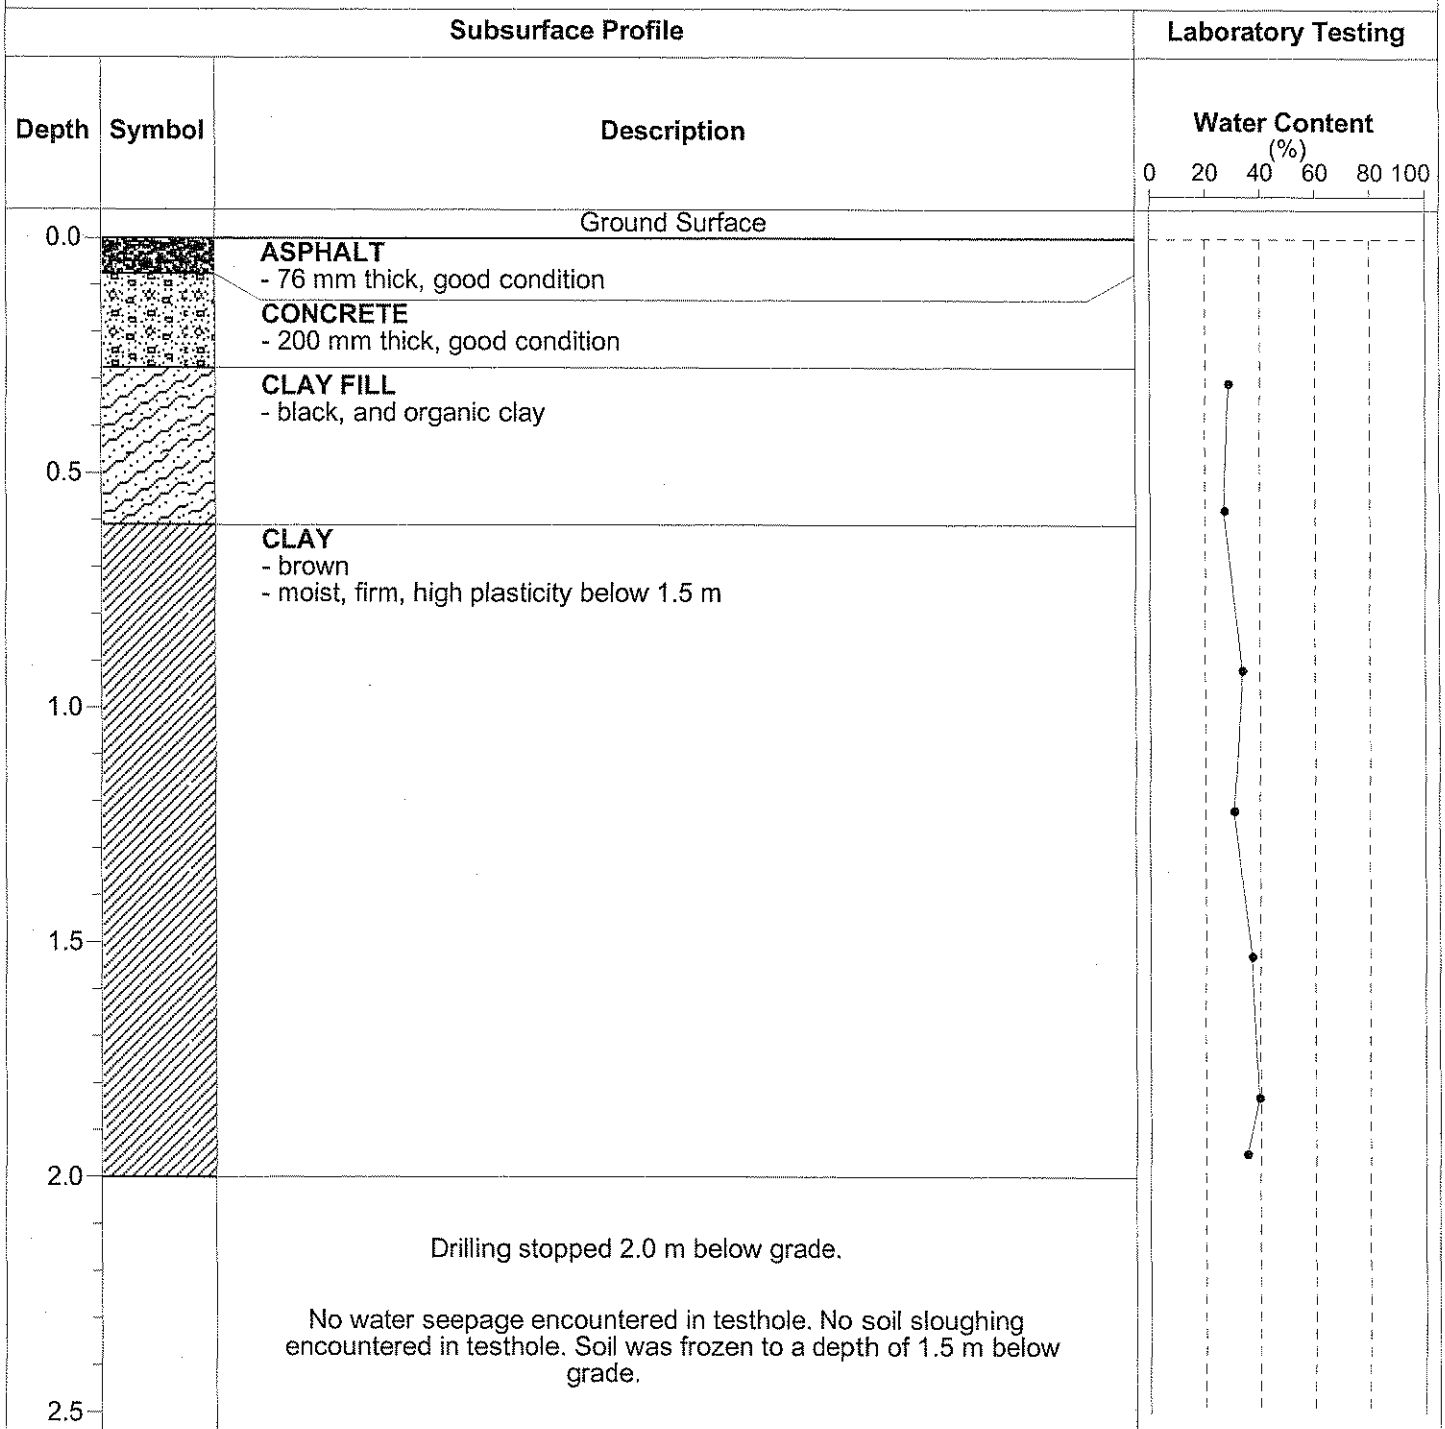 Subsurface Profile
Laboratory Testing
Depth
Symbol
Description
Water Content
(%)
0 20 40 60 80 100
Ground Surface
0.0
ASPHALT
- 76 mm thick, good condition
CONCRETE
- 200 mm thick, good condition
CLAY FILL
- black, and organic clay
0.5
CLAY
- brown
- moist, firm, high plasticity below 1.5 m
1.0
1.5
2.0
Drilling stopped 2.0 m below grade.
No water seepage encountered in testhole. No soil sloughing
encountered in testhole. Soil was frozen to a depth of 1.5 m below
grade.
2.5